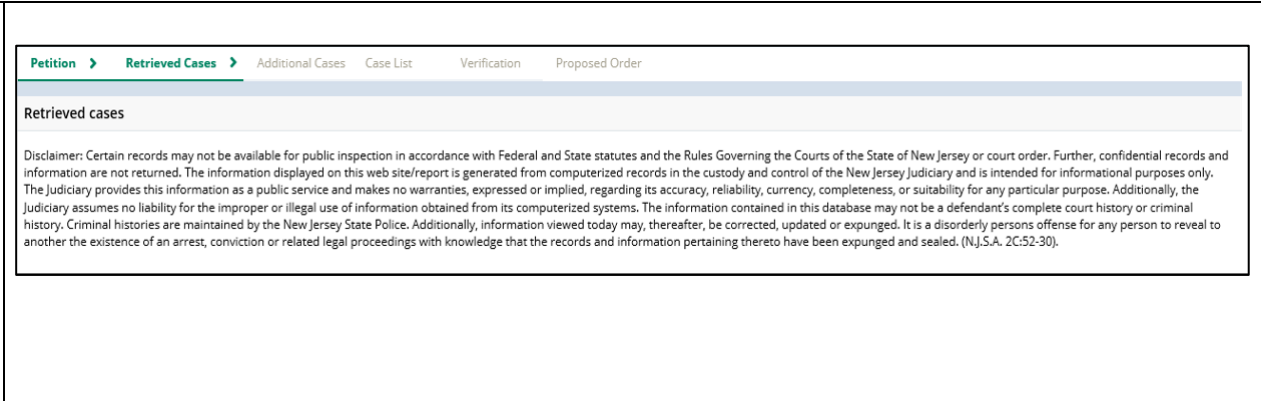 Petition > Retrieved Cases > Additional Cases Case List Verification Proposed Order
Retrieved cases
Disclaimer: Certain records may not be available for public inspection in accordance with Federal and State statutes and the Rules Governing the Courts of the State of New Jersey or court order. Further, confidential records and
information are not returned. The information displayed on this web site/report is generated from computerized records in the custody and control of the New Jersey Judiciary and is intended for informational purposes only.
The Judiciary provides this information as a public service and makes no warranties, expressed or implied, regarding its accuracy, reliability, currency, completeness, or suitability for any particular purpose. Additionally, the
Judiciary assumes no liability for the improper or illegal use of information obtained from its computerized systems. The information contained in this database may not be a defendant's complete court history or criminal
history. Criminal histories are maintained by the New Jersey State Police. Additionally, information viewed today may, thereafter, be corrected, updated or expunged. It is a disorderly persons offense for any person to reveal to
another the existence of an arrest, conviction or related legal proceedings with knowledge that the records and information pertaining thereto have been expunged and sealed. (N.J.S.A. 2C:52-30).